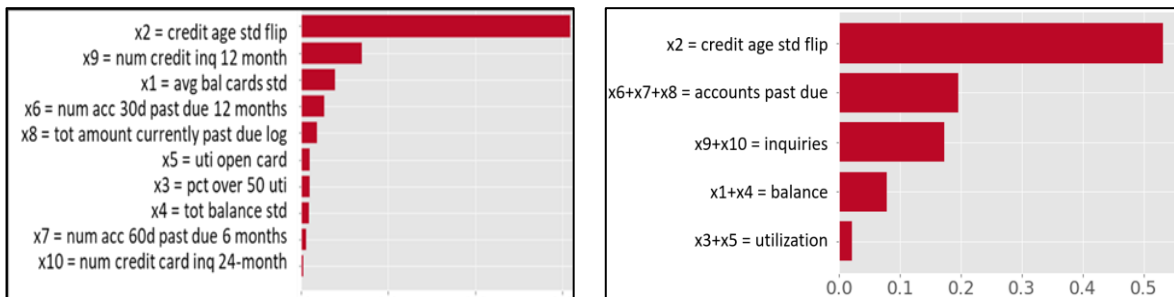 x2 = credit age std flip
x9 = num credit inq 12 month
x1 = avg bal cards std
x6 = num acc 30d past due 12 months
x8 = tot amount currently past due log
x5 = uti open card
x3 = pct over 50 uti
x4 = tot balance std
x7 = num acc 60d past due 6 months
x10 = num credit card inq 24-month
x2 = credit age std flip
x6+x7+x8 = accounts past due
x9+x10 = inquiries
x1+x4 = balance
x3+x5 = utilization
0.0 0.1 0.2 0.3 0.4 0.5